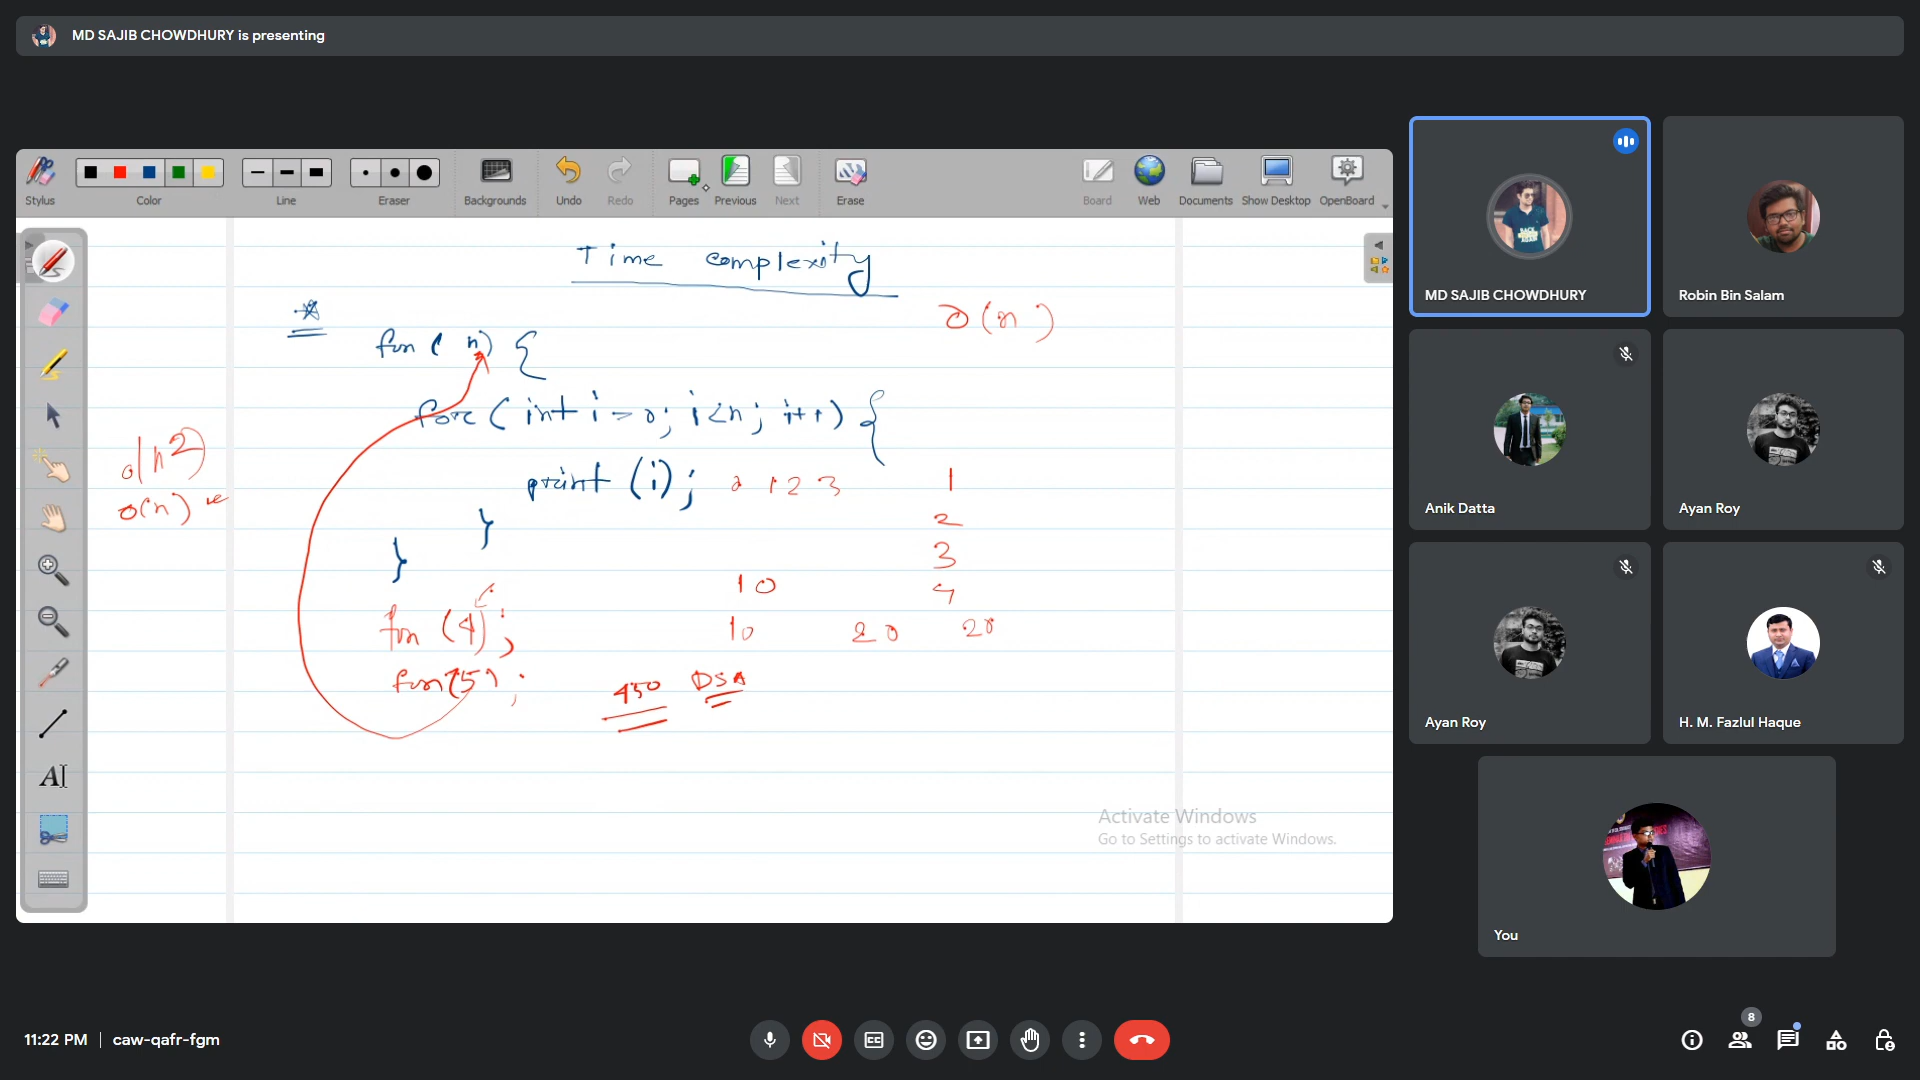 MD SAJIB CHOWDHURY is presenting
Stylus
Color
Line
Eraser
Backgrounds
Undo
Redo
Pages
Previous
Next
Erase
Board
Web
Documents
Show Desktop
OpenBoard
Time complexity
O(n)
fun( n) {
for (int i=0; i<n; i++) {
print (i); 0 1 2 3
}
}
fun (4);
fun(5);
O(n2)
O(n)
1
2
3
4
10
10 20 20
450 DSA
Activate Windows
Go to Settings to activate Windows.
MD SAJIB CHOWDHURY
Robin Bin Salam
Anik Datta
Ayan Roy
Ayan Roy
H. M. Fazlul Haque
You
11:22 PM | caw-qafr-fgm
8